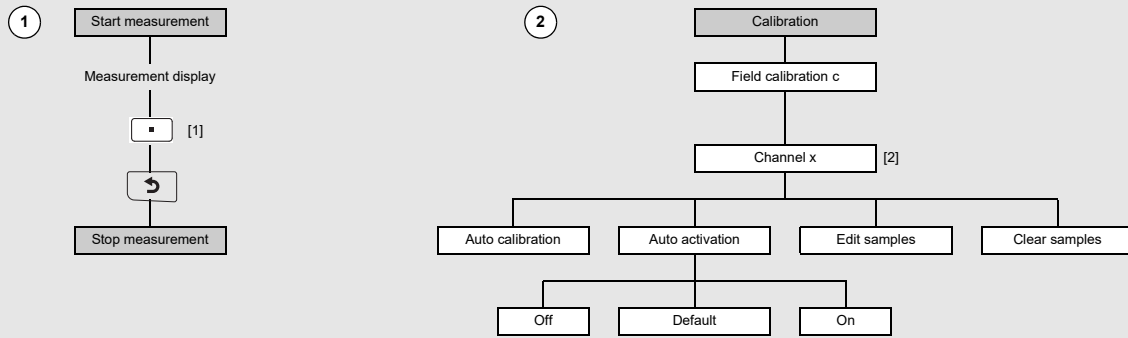 1
Start measurement
Measurement display
[1]
Stop measurement
2
Calibration
Field calibration c
Channel x
[2]
Auto calibration
Auto activation
Edit samples
Clear samples
Off
Default
On